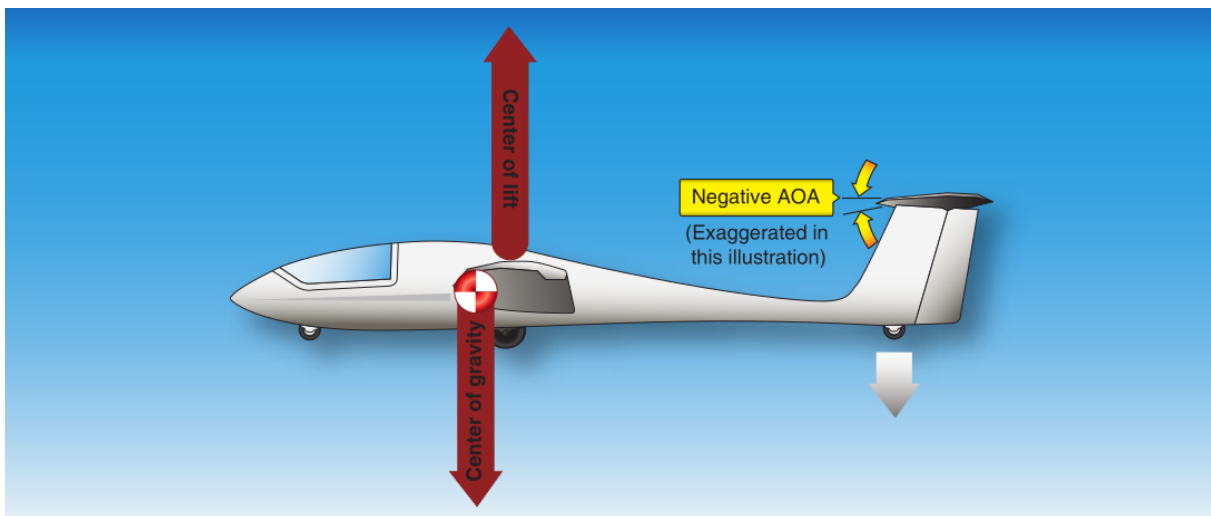 Center of lift
Negative AOA
(Exaggerated in
this illustration)
Center of gravity